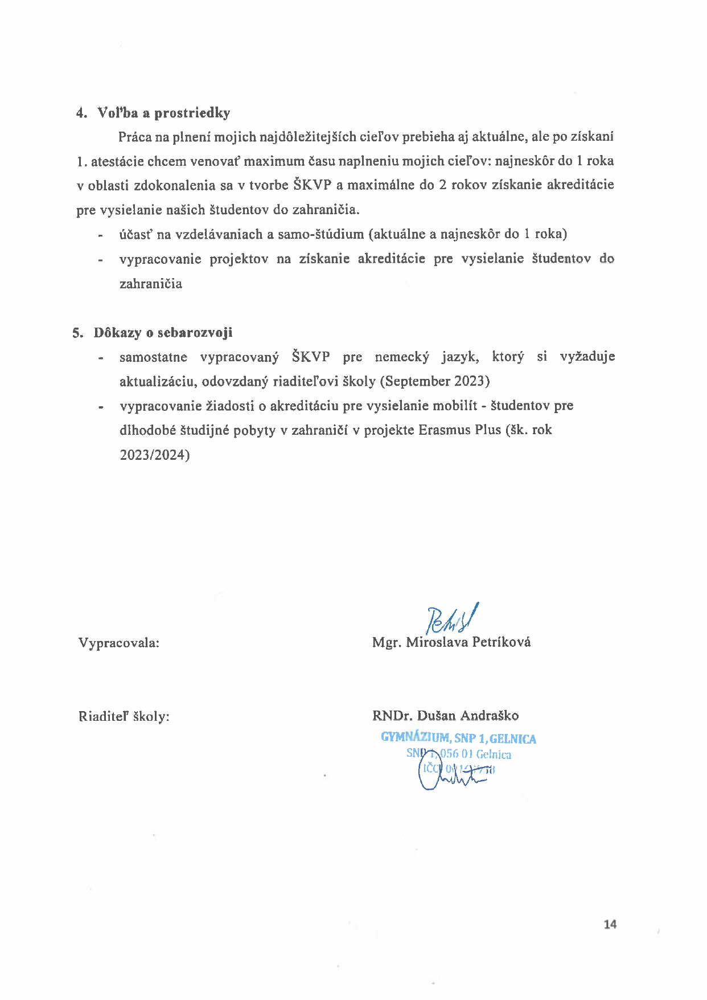 4. Voľba a prostriedky
Práca na plnení mojich najdôležitejších cieľov prebieha aj aktuálne, ale po získaní
1. atestácie chcem venovať maximum času naplneniu mojich cieľov: najneskôr do 1 roka
v oblasti zdokonalenia sa v tvorbe ŠKVP a maximálne do 2 rokov získanie akreditácie
pre vysielanie našich študentov do zahraničia.
- účasť na vzdelávaniach a samo-štúdium (aktuálne a najneskôr do 1 roka)
- vypracovanie projektov na získanie akreditácie pre vysielanie študentov do
zahraničia
5. Dôkazy o sebarozvoji
- samostatne vypracovaný ŠKVP pre nemecký jazyk, ktorý si vyžaduje
aktualizáciu, odovzdaný riaditeľovi školy (September 2023)
- vypracovanie žiadosti o akreditáciu pre vysielanie mobilít - študentov pre
dlhodobé študijné pobyty v zahraničí v projekte Erasmus Plus (šk. rok
2023/2024)
Vypracovala: Mgr. Miroslava Petríková
Riaditeľ školy: RNDr. Dušan Andraško
GYMNÁZIUM, SNP 1, GELNICA
SNP 1, 056 01 Gelnica
IČO
14